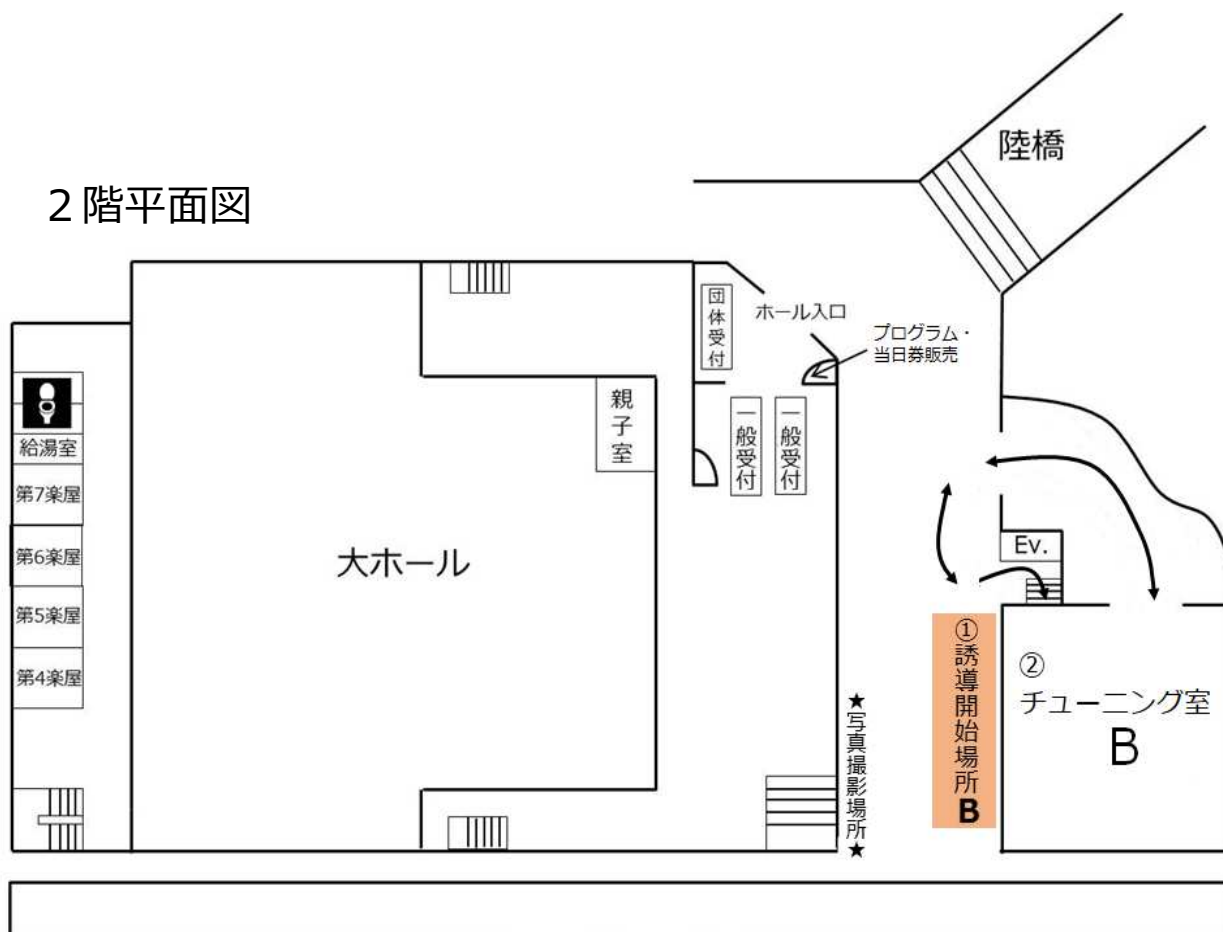 陸橋
２階平面図
団体受付
ホール入口
プログラム・
当日券販売
親子室
一般受付
一般受付
給湯室
第7楽屋
第6楽屋
第5楽屋
第4楽屋
大ホール
Ev.
①誘導開始場所B
②
チューニング室
B
★写真撮影場所★